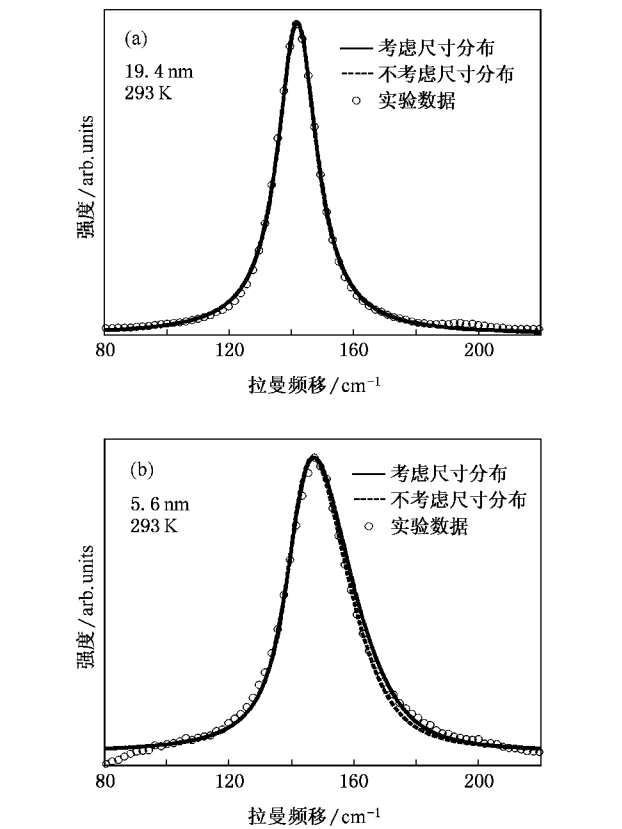 (a)
19.4 nm
293 K
考虑尺寸分布
不考虑尺寸分布
实验数据
强度/arb.units
80
120
160
200
拉曼频移/cm⁻¹
(b)
5.6 nm
293 K
考虑尺寸分布
不考虑尺寸分布
实验数据
强度/arb.units
80
120
160
200
拉曼频移/cm⁻¹